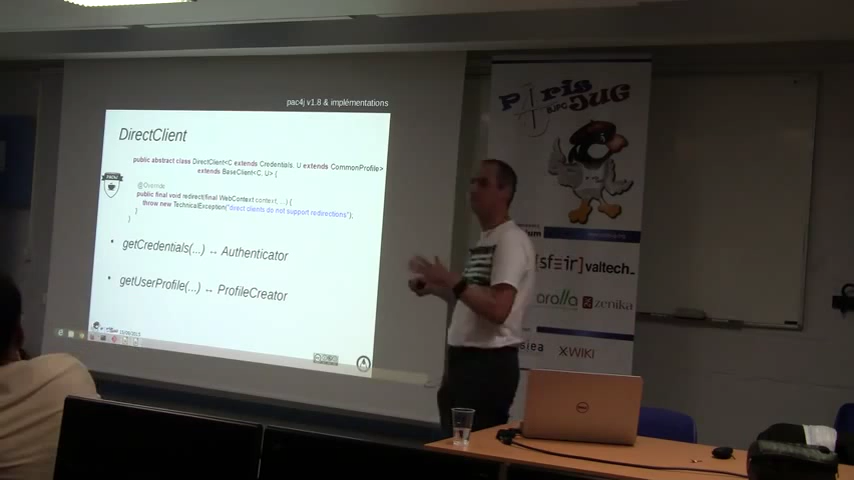 pac4j v1.8 & implémentations
DirectClient
public abstract class DirectClient<C extends Credentials, U extends CommonProfile>
extends BaseClient<C, U> {
@Override
public final void redirect(final WebContext context, ...) {
throw new TechnicalException("direct clients do not support redirections");
}
}
• getCredentials(...) ↔ Authenticator
• getUserProfile(...) ↔ ProfileCreator
Paris
JUG
[sfeir]
valtech_
arolla
zenika
XWIKI
DELL